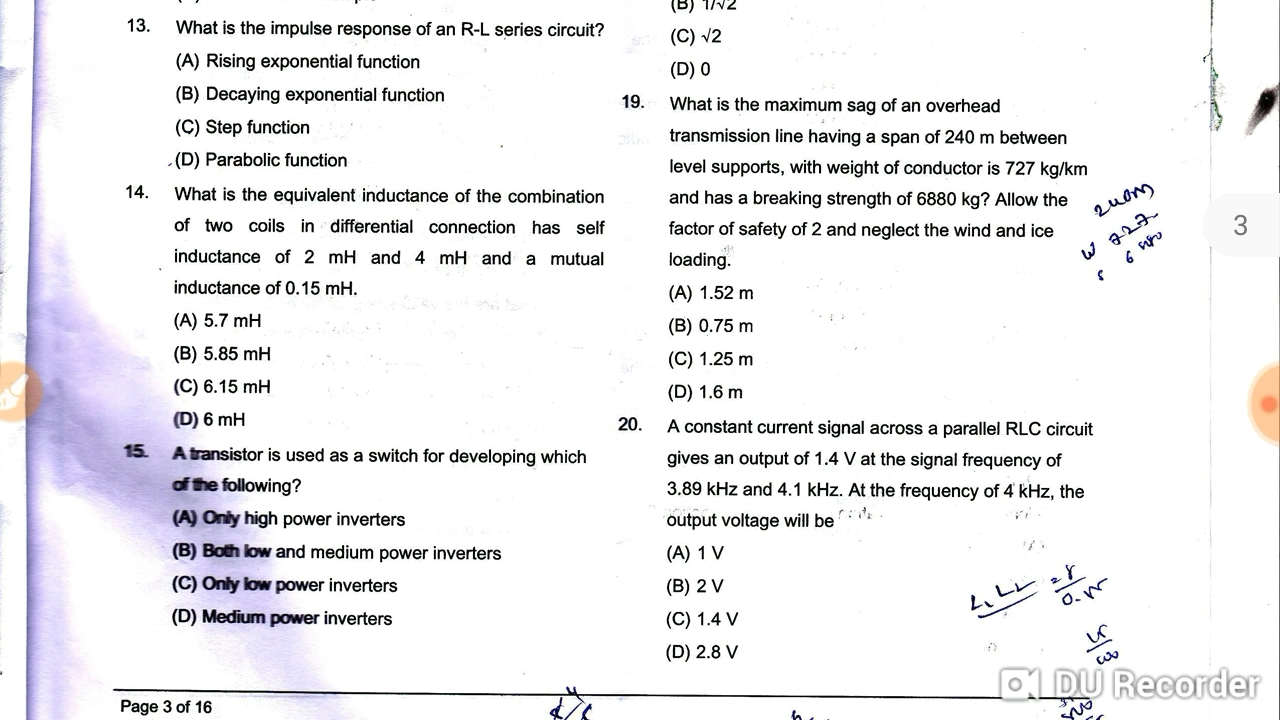 13. What is the impulse response of an R-L series circuit?
(A) Rising exponential function
(B) Decaying exponential function
(C) Step function
(D) Parabolic function
14. What is the equivalent inductance of the combination
of two coils in differential connection has self
inductance of 2 mH and 4 mH and a mutual
inductance of 0.15 mH.
(A) 5.7 mH
(B) 5.85 mH
(C) 6.15 mH
(D) 6 mH
15. A transistor is used as a switch for developing which
of the following?
(A) Only high power inverters
(B) Both low and medium power inverters
(C) Only low power inverters
(D) Medium power inverters
Page 3 of 16
(B) 1/√2
(C) √2
(D) 0
19. What is the maximum sag of an overhead
transmission line having a span of 240 m between
level supports, with weight of conductor is 727 kg/km
and has a breaking strength of 6880 kg? Allow the
factor of safety of 2 and neglect the wind and ice
loading.
(A) 1.52 m
(B) 0.75 m
(C) 1.25 m
(D) 1.6 m
20. A constant current signal across a parallel RLC circuit
gives an output of 1.4 V at the signal frequency of
3.89 kHz and 4.1 kHz. At the frequency of 4 kHz, the
output voltage will be
(A) 1 V
(B) 2 V
(C) 1.4 V
(D) 2.8 V
240m
W 727
3
DU Recorder